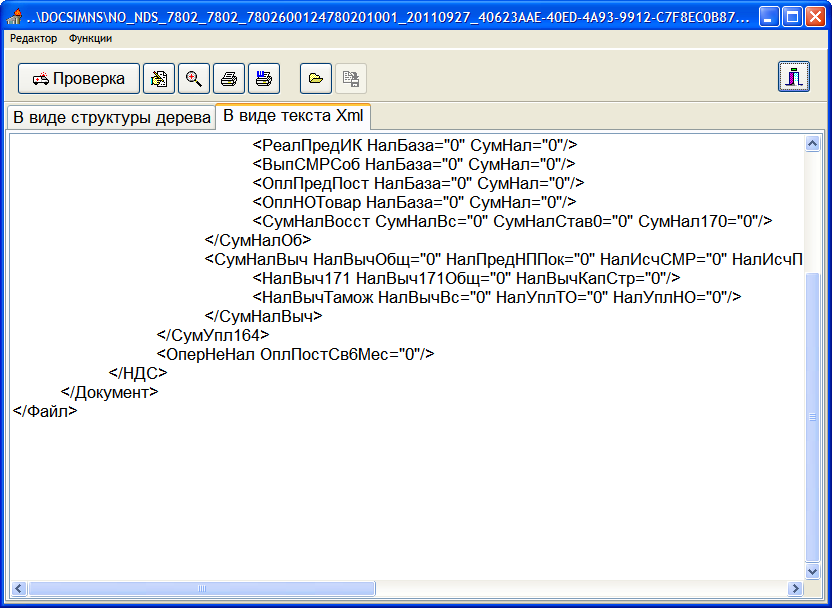 ..\DOCSIMNS\NO_NDS_7802_7802_7802600124780201001_20110927_40623AAE-40ED-4A93-9912-C7F8EC0B87...
Редактор Функции
Проверка
В виде структуры дерева В виде текста Xml
<РеалПредИК НалБаза="0" СумНал="0"/>
<ВыпСМРСоб НалБаза="0" СумНал="0"/>
<ОплПредПост НалБаза="0" СумНал="0"/>
<ОплНОТовар НалБаза="0" СумНал="0"/>
<СумНалВосст СумНалВс="0" СумНалСтав0="0" СумНал170="0"/>
</СумНалОб>
<СумНалВыч НалВычОбщ="0" НалПредНППок="0" НалИсчСМР="0" НалИсчП
<НалВыч171 НалВыч171Общ="0" НалВычКапСтр="0"/>
<НалВычТамож НалВычВс="0" НалУплТО="0" НалУплНО="0"/>
</СумНалВыч>
</СумУпл164>
<ОперНеНал ОплПостСв6Мес="0"/>
</НДС>
</Документ>
</Файл>